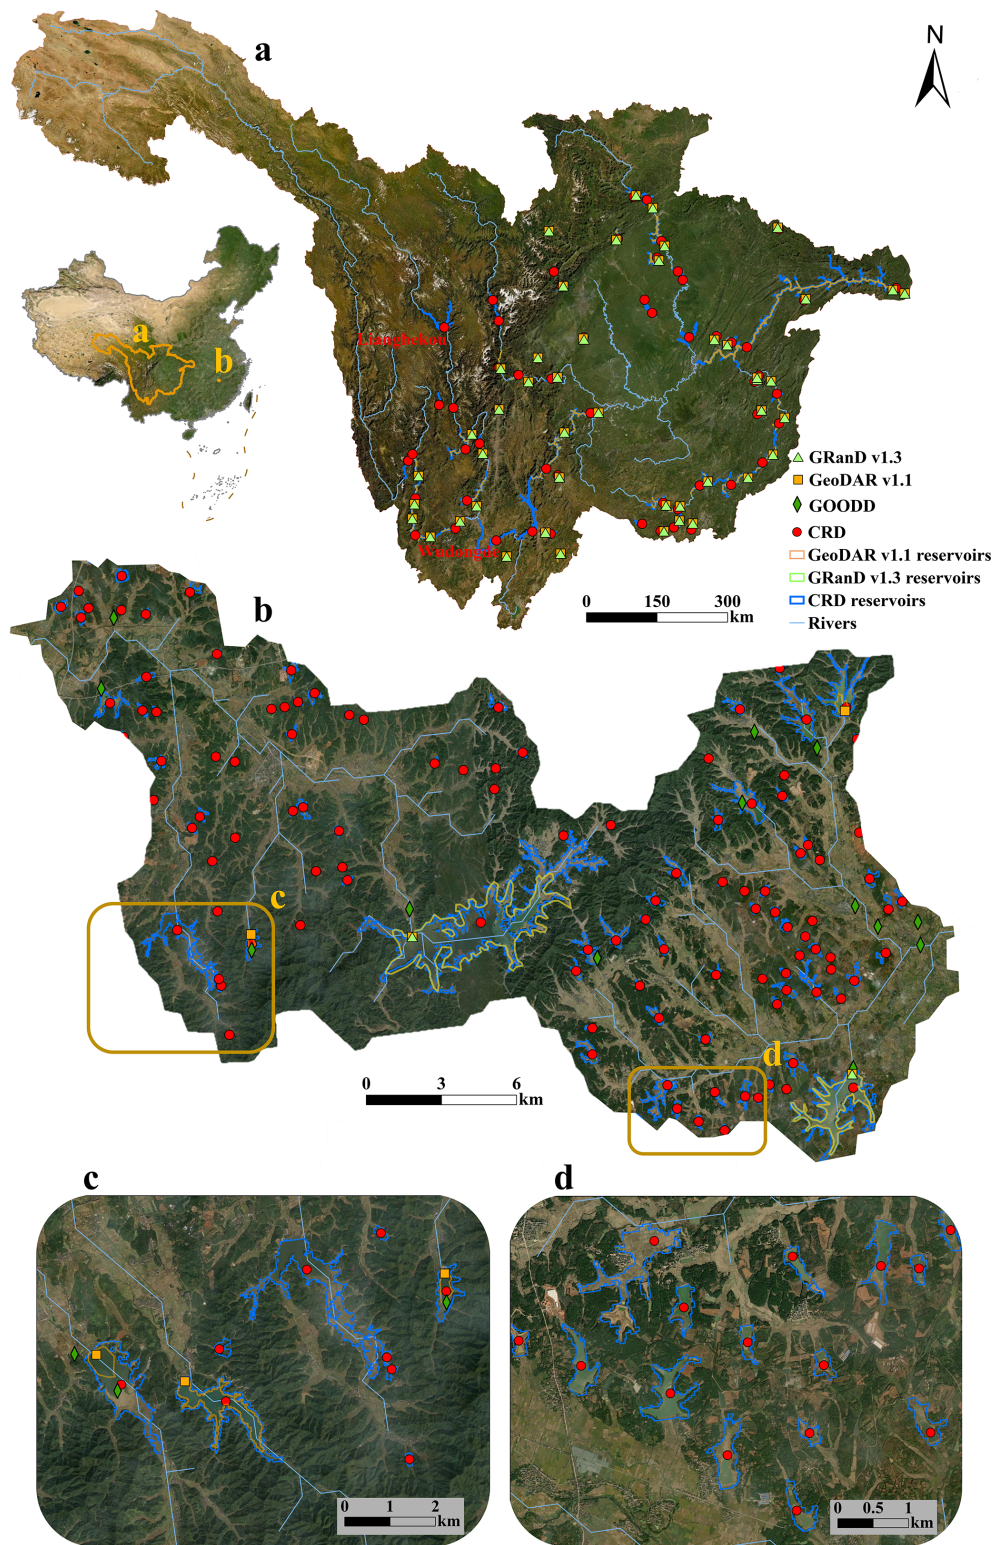 a
N
a
b
Lianghekou
Wudongde
GRanD v1.3
GeoDAR v1.1
GOODD
CRD
GeoDAR v1.1 reservoirs
GRanD v1.3 reservoirs
CRD reservoirs
Rivers
0 150 300
km
b
c
d
0 3 6
km
c
d
0 1 2
km
0 0.5 1
km